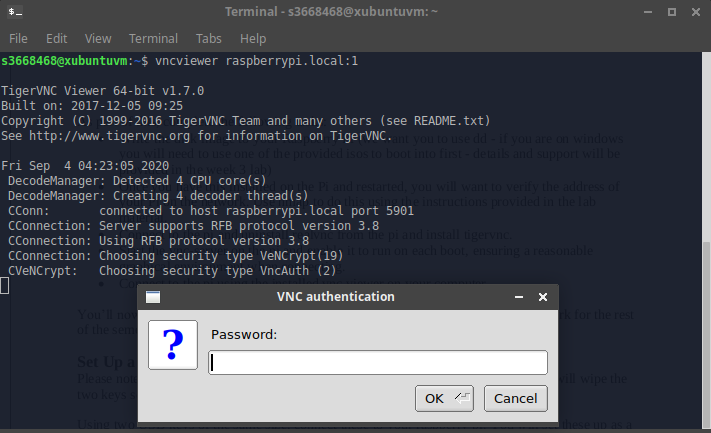 Terminal - s3668468@xubuntuvm: ~
File Edit View Terminal Tabs Help
s3668468@xubuntuvm:~$ vncviewer raspberrypi.local:1
TigerVNC Viewer 64-bit v1.7.0
Built on: 2017-12-05 09:25
Copyright (C) 1999-2016 TigerVNC Team and many others (see README.txt)
See http://www.tigervnc.org for information on TigerVNC.
Fri Sep 4 04:23:05 2020
DecodeManager: Detected 4 CPU core(s)
DecodeManager: Creating 4 decoder thread(s)
CConn: connected to host raspberrypi.local port 5901
CConnection: Server supports RFB protocol version 3.8
CConnection: Using RFB protocol version 3.8
CConnection: Choosing security type VeNCrypt(19)
CVeNCrypt: Choosing security type VncAuth (2)
VNC authentication
?
Password:
OK
Cancel